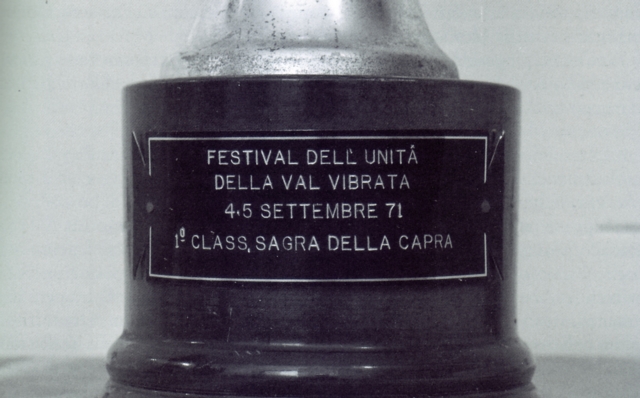 FESTIVAL DELL'UNITÂ
DELLA VAL VIBRATA
4.5 SETTEMBRE 71
1º CLASS. SAGRA DELLA CAPRA